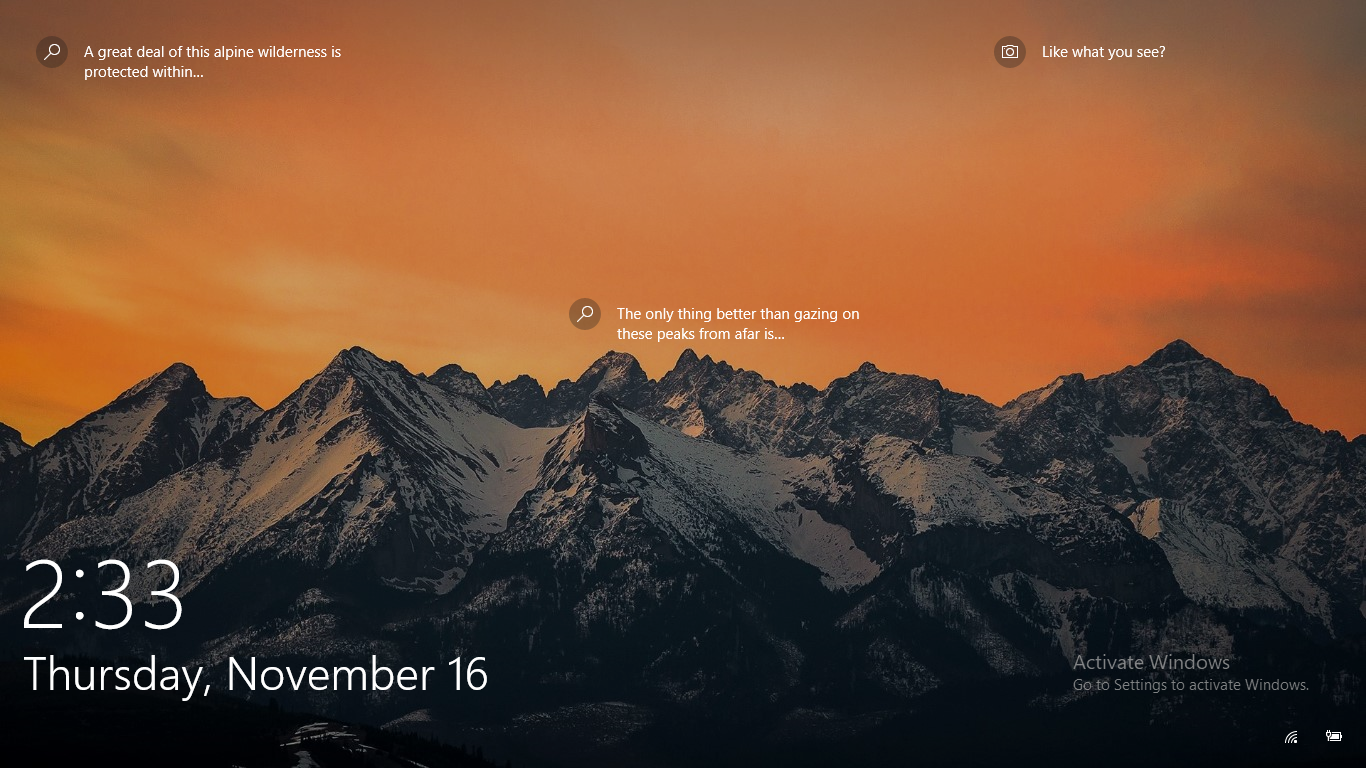 A great deal of this alpine wilderness is
protected within...
Like what you see?
The only thing better than gazing on
these peaks from afar is...
2:33
Thursday, November 16
Activate Windows
Go to Settings to activate Windows.